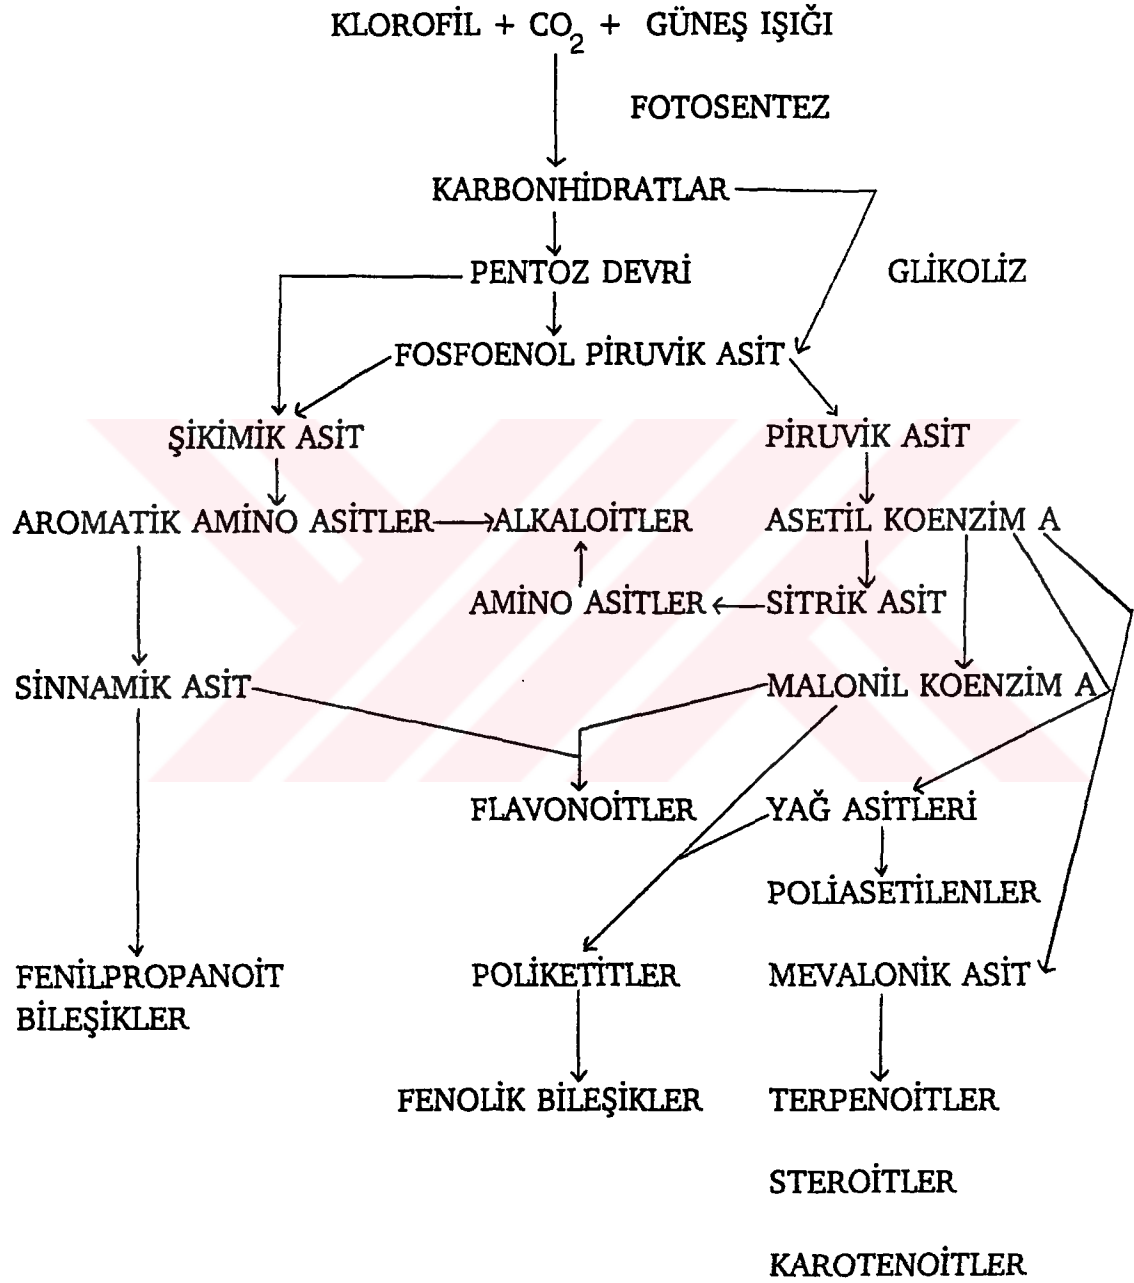 KLOROFİL + CO2 + GÜNEŞ IŞIĞI
FOTOSENTEZ
KARBONHİDRATLAR
PENTOZ DEVRİ
GLİKOLİZ
FOSFOENOL PİRUVİK ASİT
ŞİKİMİK ASİT
PİRUVİK ASİT
AROMATİK AMİNO ASİTLER
ALKALOİTLER
ASETİL KOENZİM A
AMİNO ASİTLER
SİTRİK ASİT
SİNNAMİK ASİT
MALONİL KOENZİM A
FLAVONOİTLER
YAĞ ASİTLERİ
POLİASETİLENLER
FENİLPROPANOİT
BİLEŞİKLER
POLİKETİTLER
MEVALONİK ASİT
FENOLİK BİLEŞİKLER
TERPENOİTLER
STEROİTLER
KAROTENOİTLER